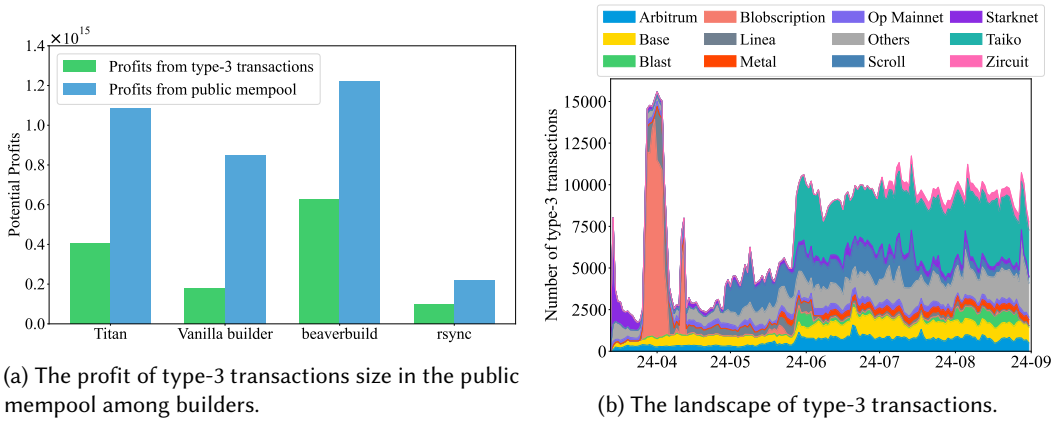 ×10^15
1.4
1.2
1.0
0.8
0.6
0.4
0.2
0.0
Potential Profits
Profits from type-3 transactions
Profits from public mempool
Titan Vanilla builder beaverbuild rsync
(a) The profit of type-3 transactions size in the public
mempool among builders.
Arbitrum Blobscription Op Mainnet Starknet
Base Linea Others Taiko
Blast Metal Scroll Zircuit
Number of type-3 transactions
15000
12500
10000
7500
5000
2500
0
24-04 24-05 24-06 24-07 24-08 24-09
(b) The landscape of type-3 transactions.